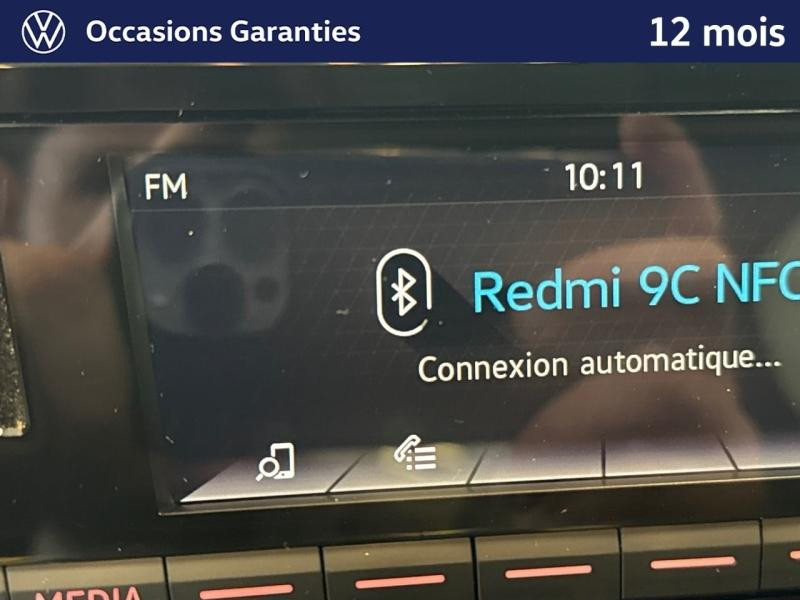 Occasions Garanties 12 mois
FM 10:11
Redmi 9C NFC
Connexion automatique...
MEDIA